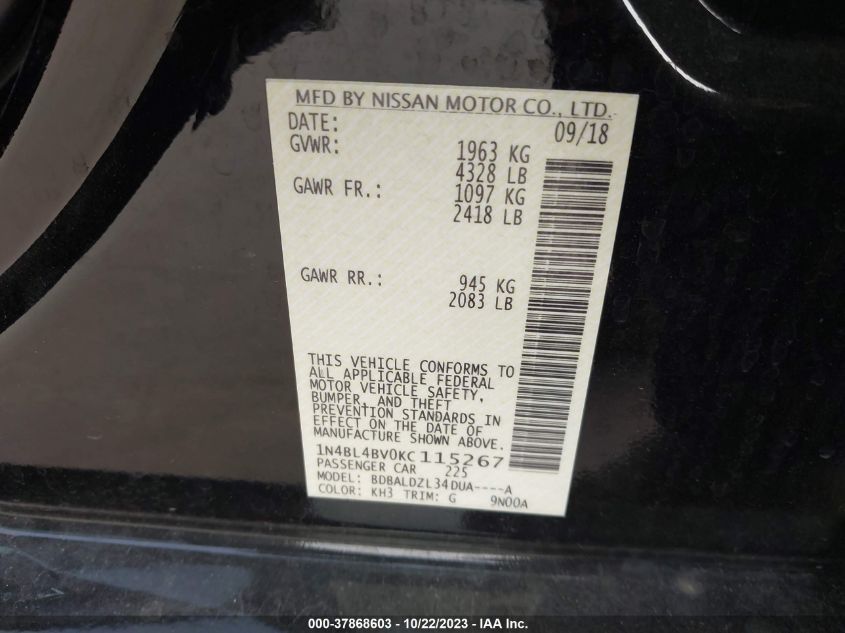 MFD BY NISSAN MOTOR CO., LTD.
DATE: 09/18
GVWR: 1963 KG
4328 LB
GAWR FR.: 1097 KG
2418 LB
GAWR RR.: 945 KG
2083 LB
THIS VEHICLE CONFORMS TO
ALL APPLICABLE FEDERAL
MOTOR VEHICLE SAFETY,
BUMPER, AND THEFT
PREVENTION STANDARDS IN
EFFECT ON THE DATE OF
MANUFACTURE SHOWN ABOVE.
1N4BL4BV0KC115267
PASSENGER CAR 225
MODEL: BDBALDZL34DUA----A
COLOR: KH3 TRIM: G 9N00A
000-37868603 - 10/22/2023 - IAA Inc.